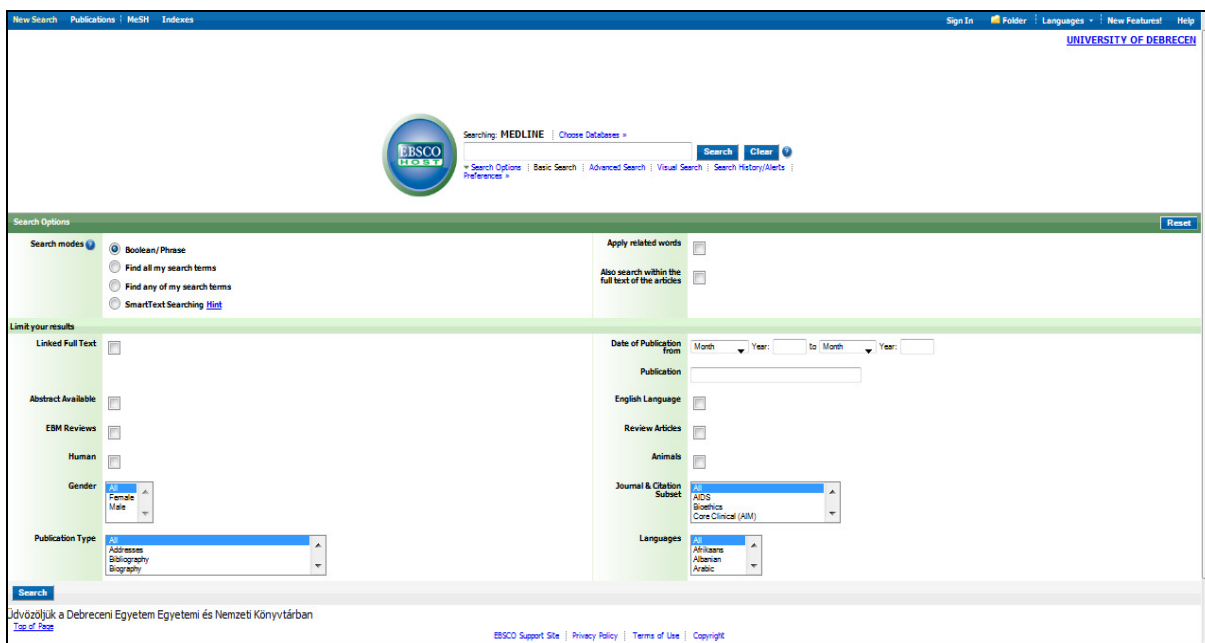 New Search Publications MeSH Indexes Sign In Folder Languages New Features! Help
UNIVERSITY OF DEBRECEN
EBSCO
HOST
Searching: MEDLINE Choose Databases »
Search Clear ?
Search Options Basic Search Advanced Search Visual Search Search History/Alerts
Preferences »
Search Options Reset
Search modes ? Boolean/Phrase
Find all my search terms
Find any of my search terms
SmartText Searching Hint
Apply related words
Also search within the
full text of the articles
Limit your results
Linked Full Text
Date of Publication
from Month Year: to Month Year:
Publication
Abstract Available English Language
EBM Reviews Review Articles
Human Animals
Gender All
Female
Male
Journal & Citation
Subset All
AIDS
Bioethics
Core Clinical (AIM)
Publication Type All
Addresses
Bibliography
Biography
Languages All
Afrikaans
Albanian
Arabic
Search
Üdvözöljük a Debreceni Egyetem Egyetemi és Nemzeti Könyvtárban
Top of Page
EBSCO Support Site Privacy Policy Terms of Use Copyright